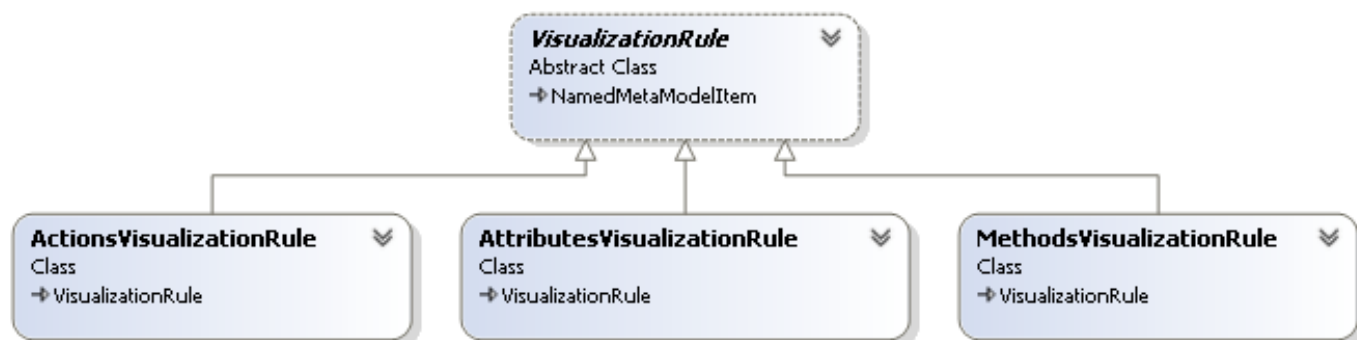 VisualizationRule
Abstract Class
NamedMetaModelItem
ActionsVisualizationRule
Class
VisualizationRule
AttributesVisualizationRule
Class
VisualizationRule
MethodsVisualizationRule
Class
VisualizationRule